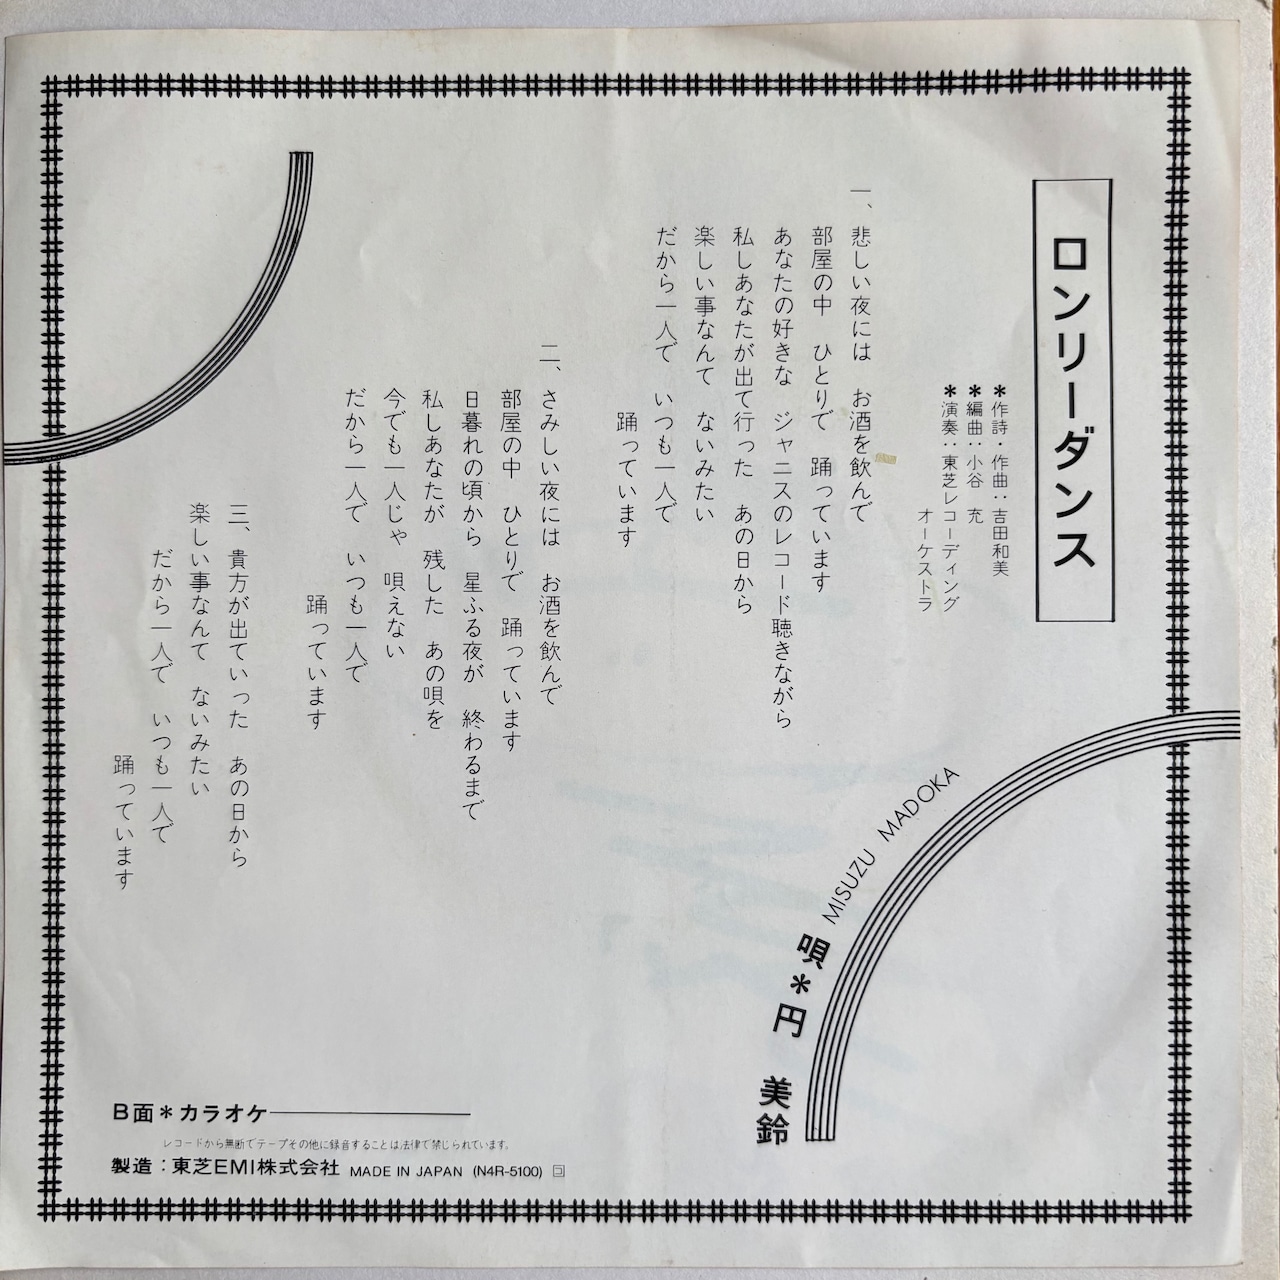 ロンリーダンス
＊作詩・作曲：吉田和美
＊編曲：小谷　充
＊演奏：東芝レコーディング
オーケストラ
一、悲しい夜には　お酒を飲んで
部屋の中　ひとりで　踊っています
あなたの好きな　ジャニスのレコード聴きながら
私しあなたが出て行った　あの日から
楽しい事なんて　ないみたい
だから一人で　いつも一人で
踊っています
二、さみしい夜には　お酒を飲んで
部屋の中　ひとりで　踊っています
日暮れの頃から　星ふる夜が　終わるまで
私しあなたが　残した　あの唄を
今でも一人じゃ　唄えない
だから一人で　いつも一人で
踊っています
三、貴方が出ていった　あの日から
楽しい事なんて　ないみたい
だから一人で　いつも一人で
踊っています
MISUZU MADOKA
唄＊円　美鈴
B面＊カラオケ
レコードから無断でテープその他に録音することは法律で禁じられています。
製造：東芝EMI株式会社 MADE IN JAPAN (N4R-5100) コ